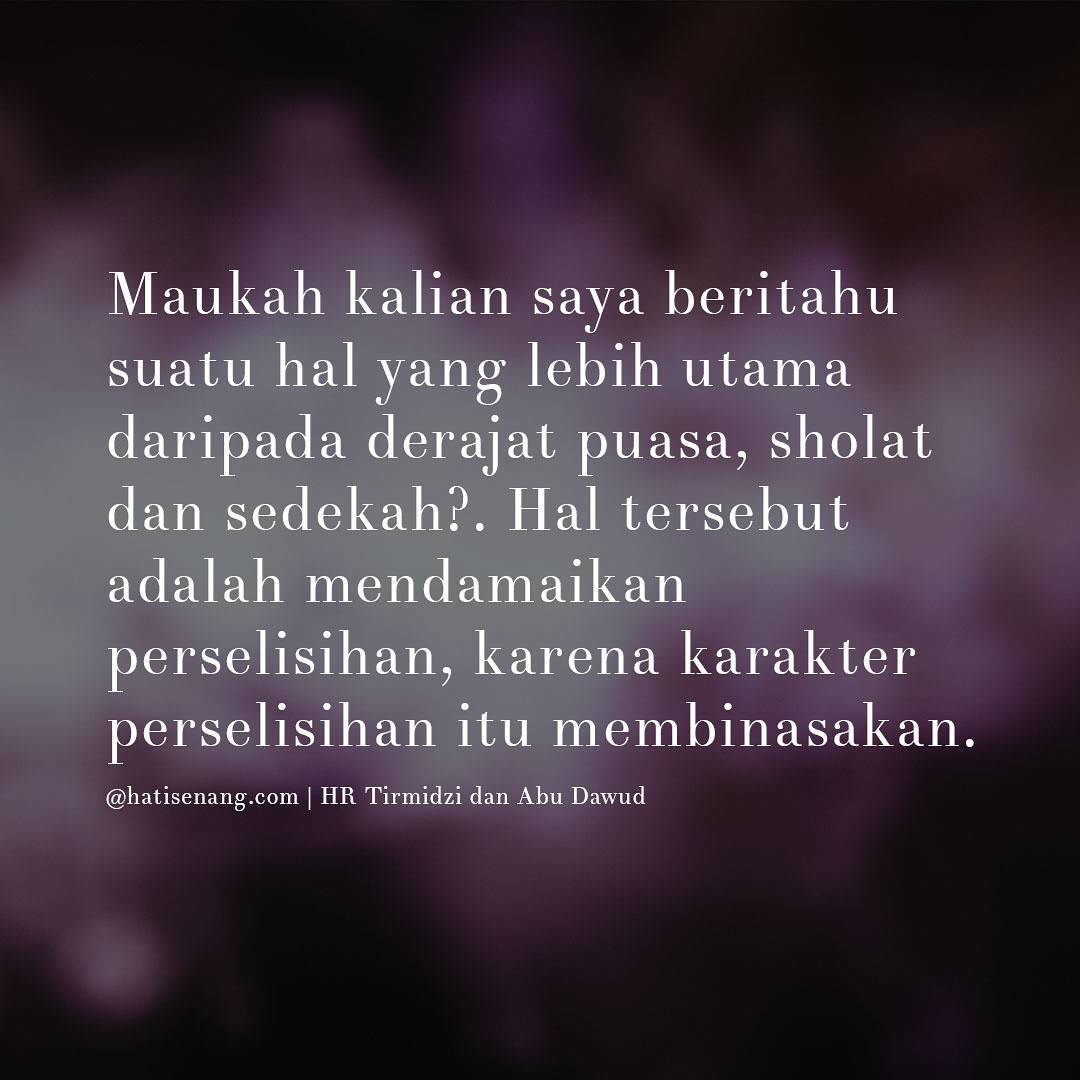 Maukah kalian saya beritahu
suatu hal yang lebih utama
daripada derajat puasa, sholat
dan sedekah?. Hal tersebut
adalah mendamaikan
perselisihan, karena karakter
perselisihan itu membinasakan.
@hatisenang.com | HR Tirmidzi dan Abu Dawud